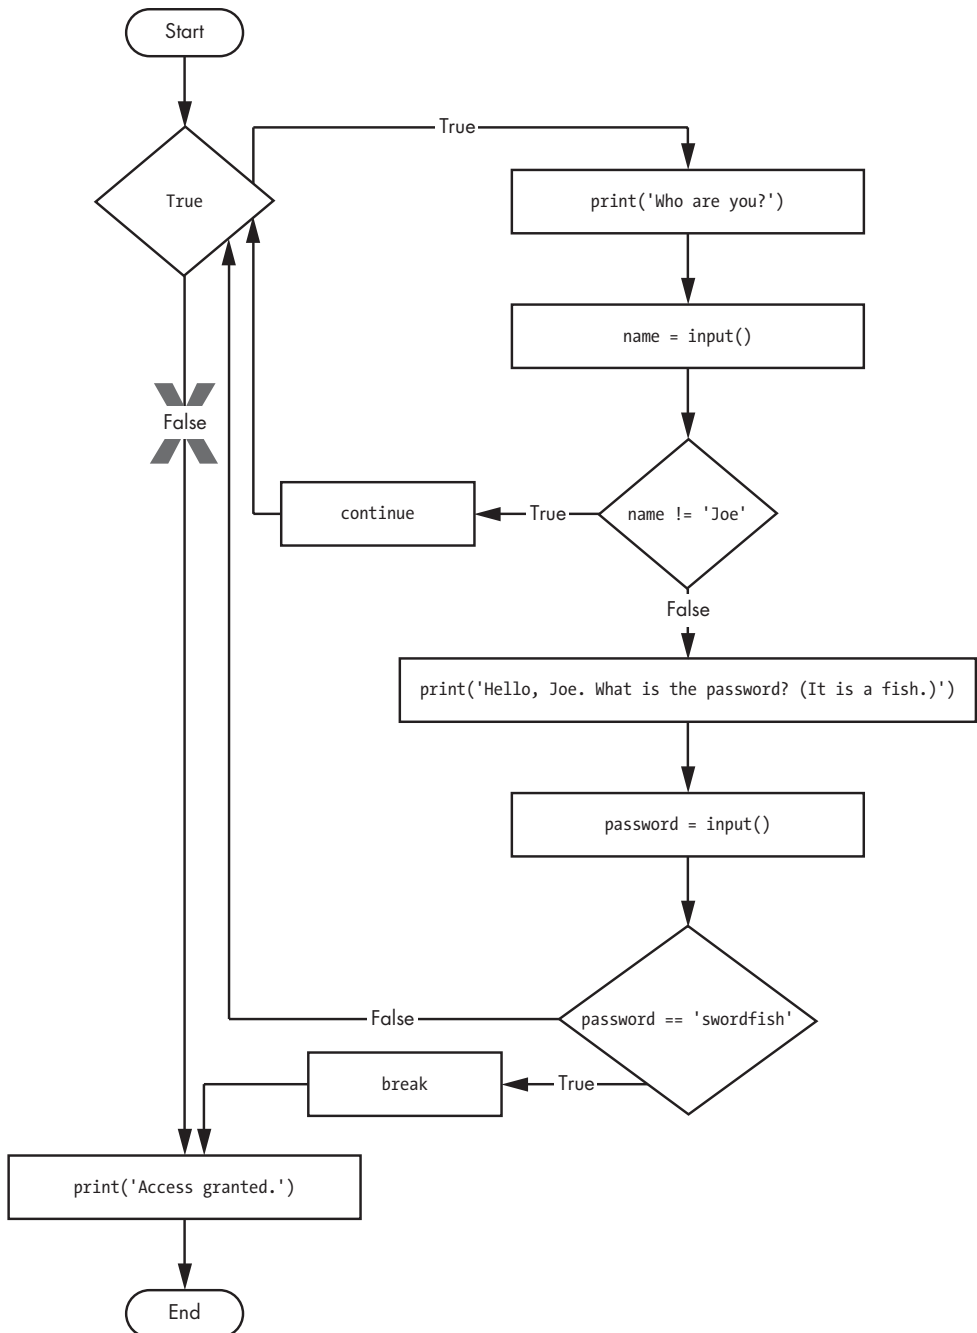 Start
True
True
print('Who are you?')
name = input()
False
name != 'Joe'
True
continue
False
print('Hello, Joe. What is the password? (It is a fish.)')
password = input()
password == 'swordfish'
False
True
break
print('Access granted.')
End